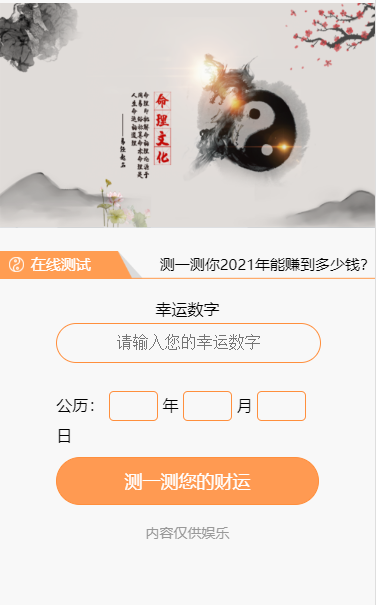 命理文化
在线测试
测一测你2021年能赚到多少钱?
幸运数字
请输入您的幸运数字
公历： 年 月
日
测一测您的财运
内容仅供娱乐